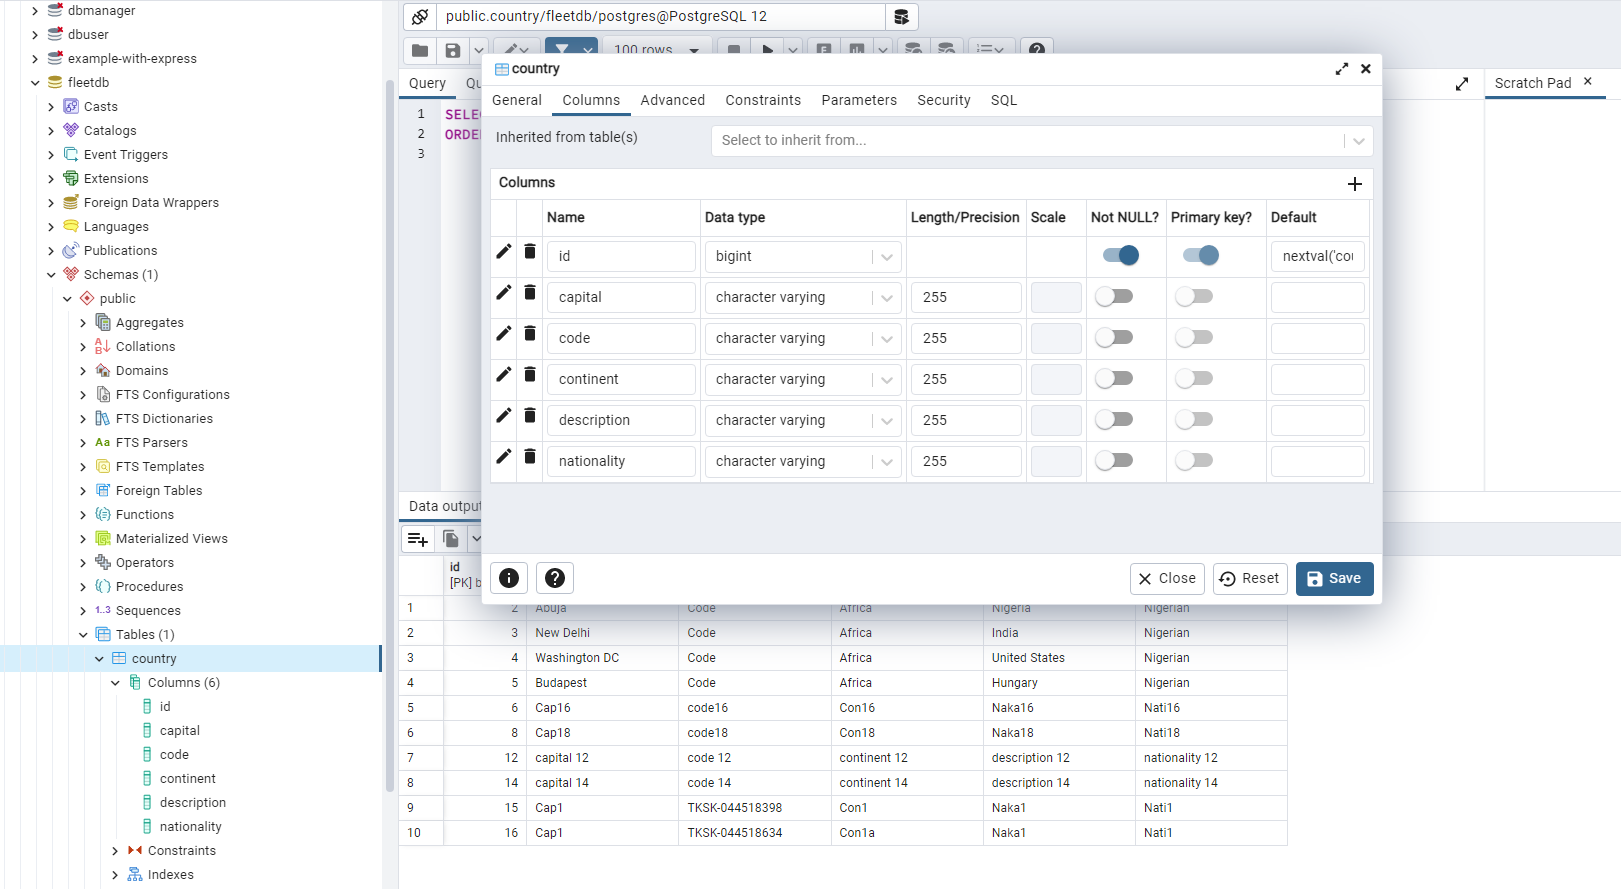 dbmanager
dbuser
example-with-express
fleetdb
Casts
Catalogs
Event Triggers
Extensions
Foreign Data Wrappers
Languages
Publications
Schemas (1)
public
Aggregates
Collations
Domains
FTS Configurations
FTS Dictionaries
Aa FTS Parsers
FTS Templates
Foreign Tables
Functions
Materialized Views
Operators
Procedures
1..3 Sequences
Tables (1)
country
Columns (6)
id
capital
code
continent
description
nationality
Constraints
Indexes
public.country/fleetdb/postgres@PostgreSQL 12
100 rows
Query Qu
Scratch Pad
1 SELE
2 ORDE
3
country
General Columns Advanced Constraints Parameters Security SQL
Inherited from table(s) Select to inherit from...
Columns
Name Data type Length/Precision Scale Not NULL? Primary key? Default
id bigint nextval('cou
capital character varying 255
code character varying 255
continent character varying 255
description character varying 255
nationality character varying 255
Close Reset Save
Data output
id
[PK] b
1 2 Abuja Code Africa Nigeria Nigerian
2 3 New Delhi Code Africa India Nigerian
3 4 Washington DC Code Africa United States Nigerian
4 5 Budapest Code Africa Hungary Nigerian
5 6 Cap16 code16 Con16 Naka16 Nati16
6 8 Cap18 code18 Con18 Naka18 Nati18
7 12 capital 12 code 12 continent 12 description 12 nationality 12
8 14 capital 14 code 14 continent 14 description 14 nationality 14
9 15 Cap1 TKSK-044518398 Con1 Naka1 Nati1
10 16 Cap1 TKSK-044518634 Con1a Naka1 Nati1